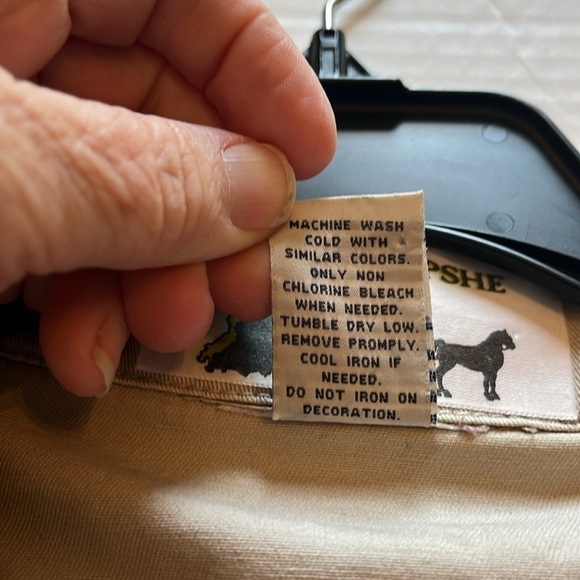 MACHINE WASH
COLD WITH
SIMILAR COLORS.
ONLY NON
CHLORINE BLEACH
WHEN NEEDED.
TUMBLE DRY LOW.
REMOVE PROMPLY.
COOL IRON IF
NEEDED.
DO NOT IRON ON
DECORATION.
PSHE